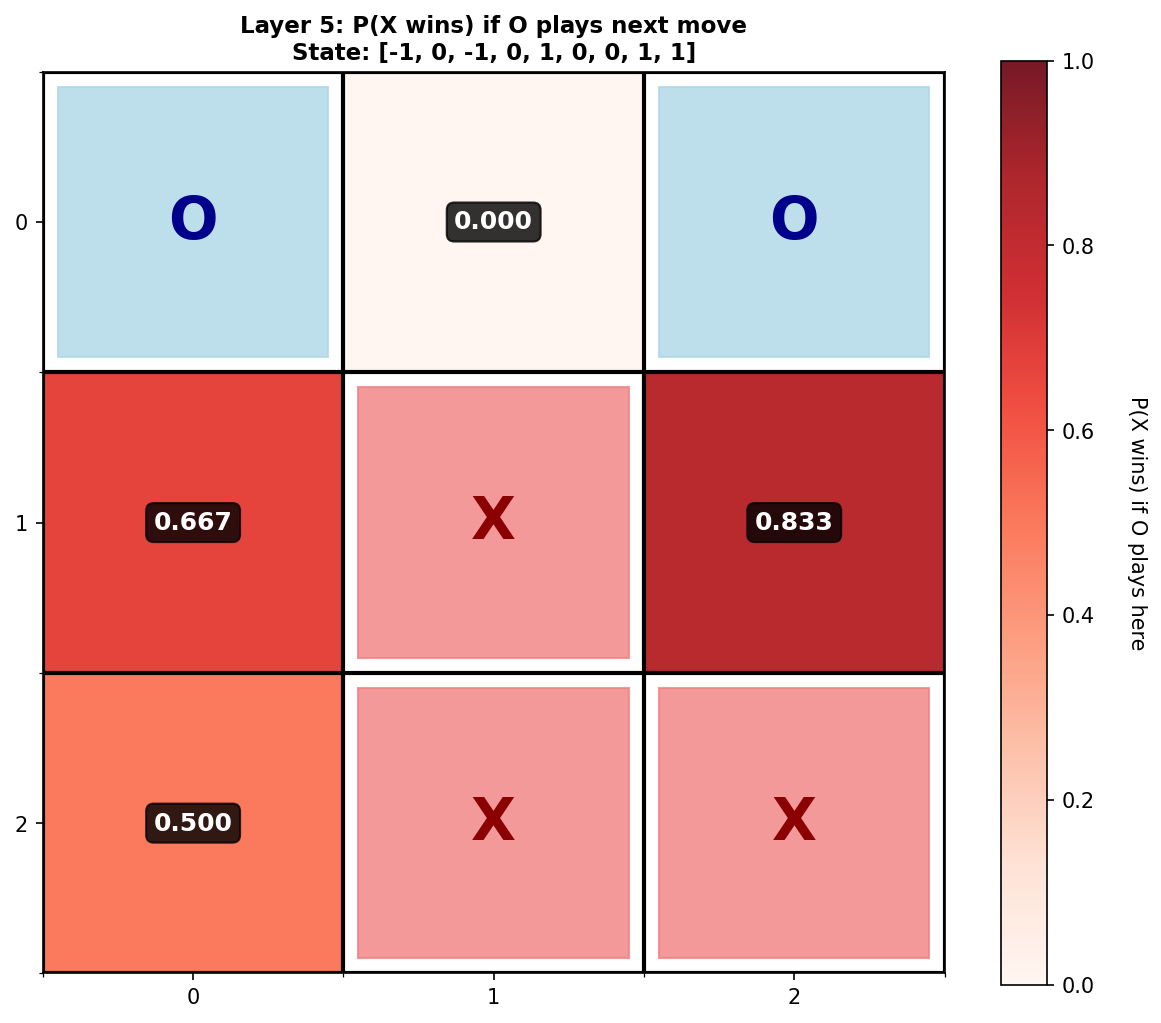 Layer 5: P(X wins) if O plays next move
State: [-1, 0, -1, 0, 1, 0, 0, 1, 1]
0
O
0.000
O
1
0.667
X
0.833
2
0.500
X
X
0
1
2
1.0
0.8
0.6
0.4
0.2
0.0
P(X wins) if O plays here